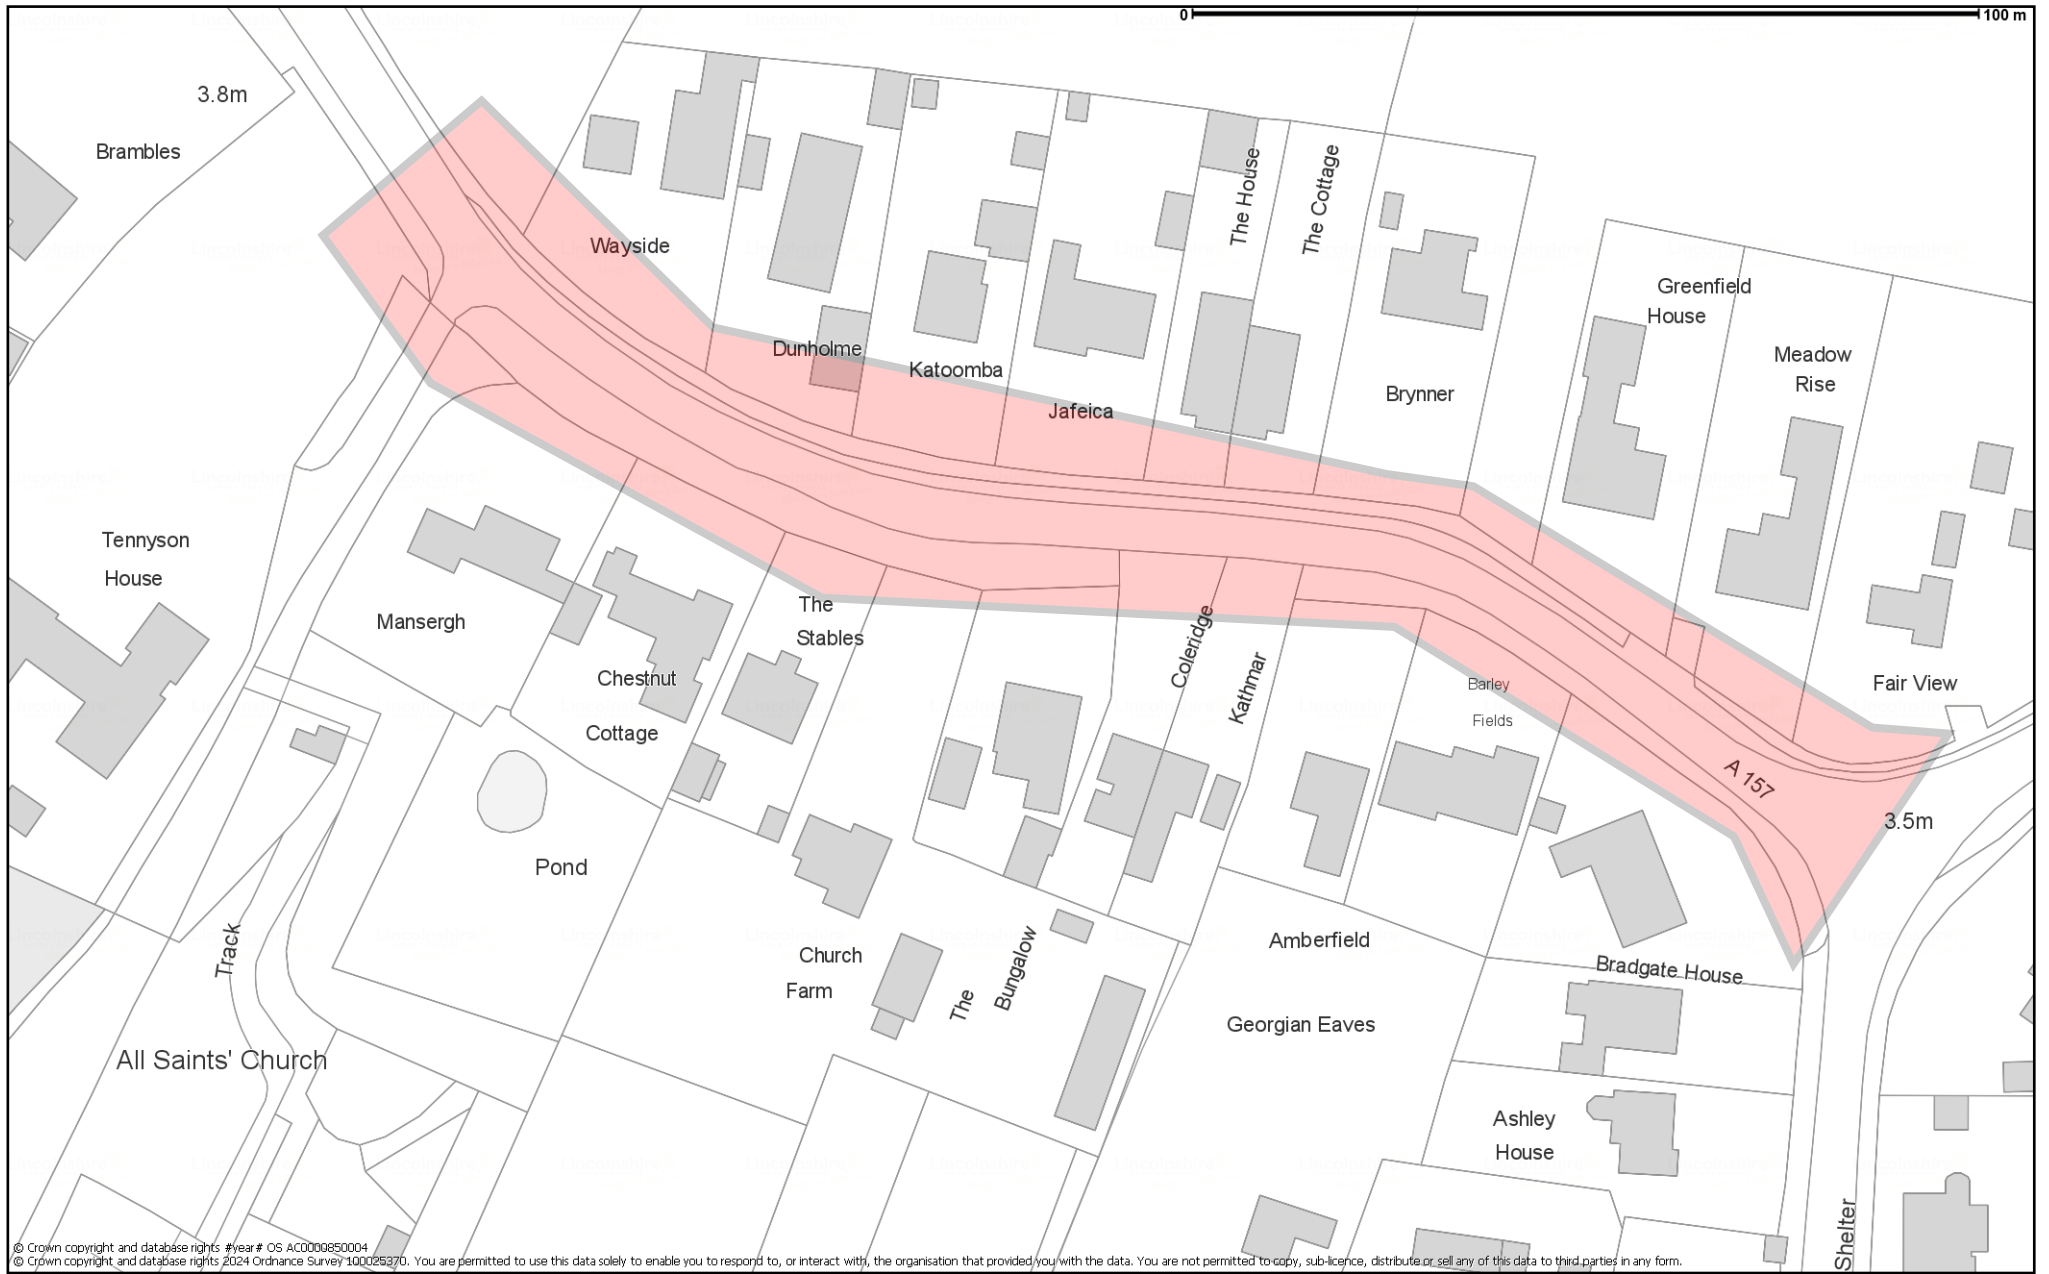 0 100 m
3.8m
Brambles
Wayside
The House
The Cottage
Greenfield
House
Dunholme
Katoomba
Jafeica
Brynner
Meadow
Rise
Tennyson
House
Mansergh
The
Stables
Chestnut
Cottage
Coleridge
Kathmar
Barley
Fields
Fair View
A 157
3.5m
Pond
Track
Church
Farm
The
Bungalow
Amberfield
Bradgate House
Georgian Eaves
All Saints' Church
Ashley
House
Shelter
© Crown copyright and database rights #year# OS AC0000850004
© Crown copyright and database rights 2024 Ordnance Survey 100025370. You are permitted to use this data solely to enable you to respond to, or interact with, the organisation that provided you with the data. You are not permitted to copy, sub-licence, distribute or sell any of this data to third parties in any form.